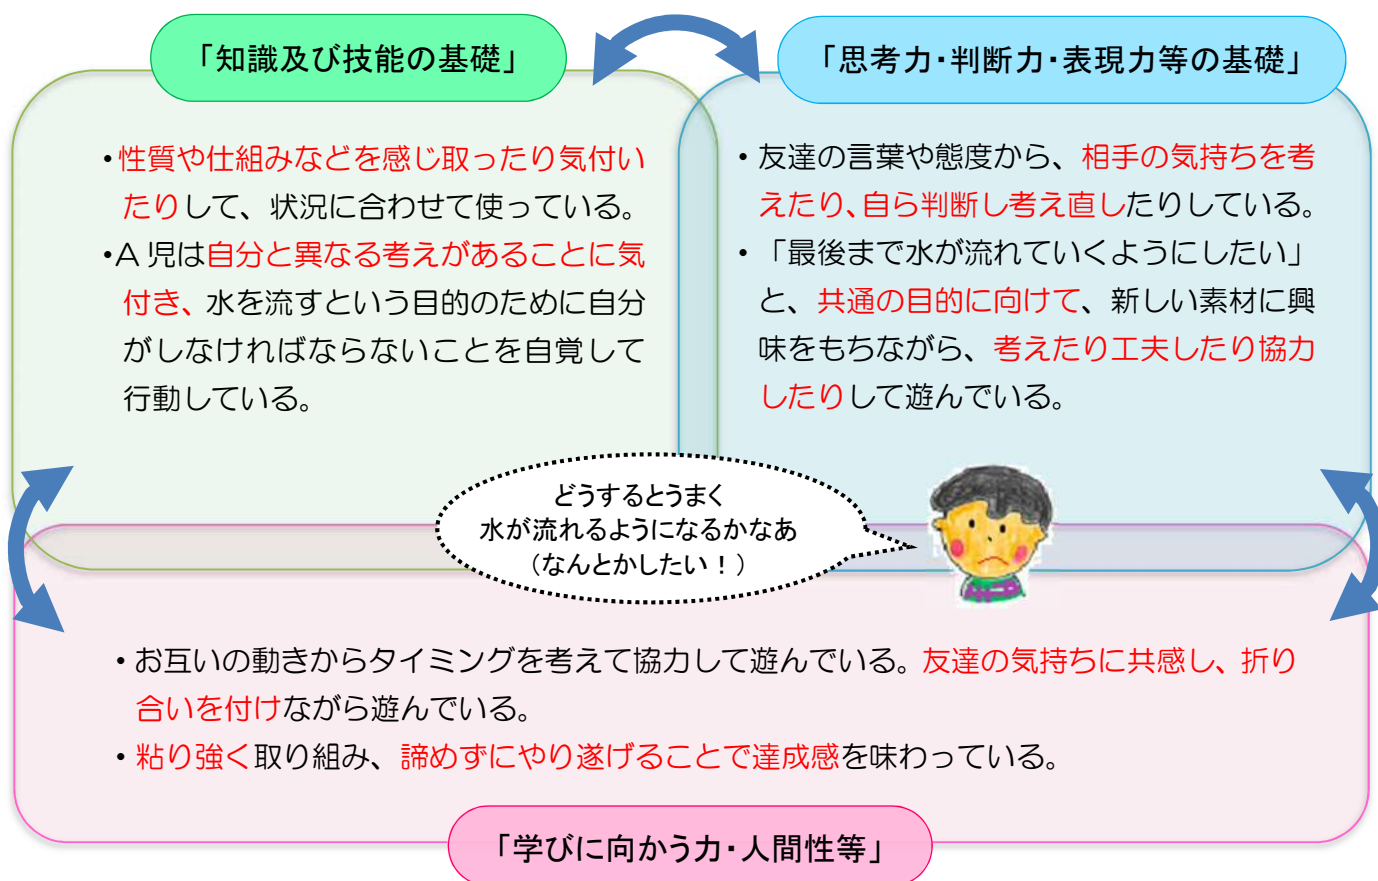 「知識及び技能の基礎」
「思考力・判断力・表現力等の基礎」
・性質や仕組みなどを感じ取ったり気付い
たりして、状況に合わせて使っている。
・A 児は自分と異なる考えがあることに気
付き、水を流すという目的のために自分
がしなければならないことを自覚して
行動している。
・友達の言葉や態度から、相手の気持ちを考
えたり、自ら判断し考え直したりしている。
・「最後まで水が流れていくようにしたい」
と、共通の目的に向けて、新しい素材に興
味をもちながら、考えたり工夫したり協力
したりして遊んでいる。
どうするとうまく
水が流れるようになるかなあ
（なんとかしたい！）
・お互いの動きからタイミングを考えて協力して遊んでいる。友達の気持ちに共感し、折り
合いを付けながら遊んでいる。
・粘り強く取り組み、諦めずにやり遂げることで達成感を味わっている。
「学びに向かう力・人間性等」